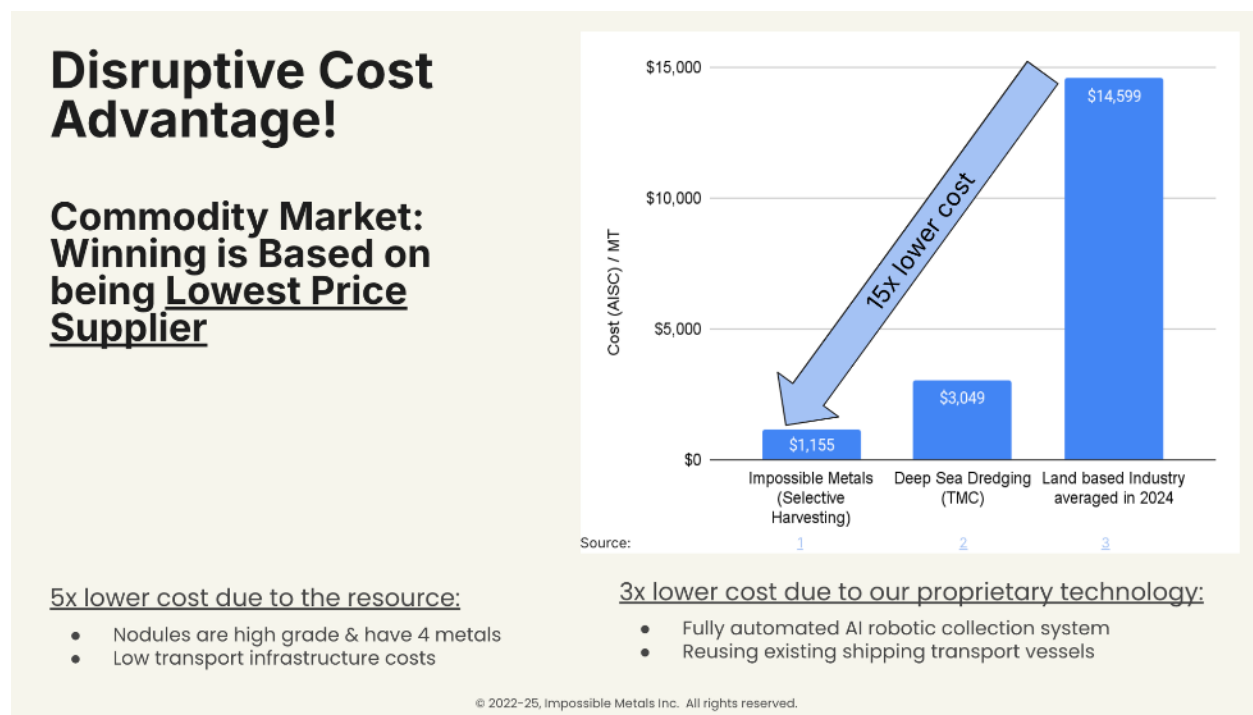 Disruptive Cost
Advantage!
Commodity Market:
Winning is Based on
being Lowest Price
Supplier
$15,000
$10,000
$5,000
$0
Cost (AISC) / MT
15x lower cost
$1,155
$3,049
$14,599
Impossible Metals
(Selective
Harvesting)
Deep Sea Dredging
(TMC)
Land based Industry
averaged in 2024
Source:
1
2
3
5x lower cost due to the resource:
● Nodules are high grade & have 4 metals
● Low transport infrastructure costs
3x lower cost due to our proprietary technology:
● Fully automated AI robotic collection system
● Reusing existing shipping transport vessels
© 2022-25, Impossible Metals Inc. All rights reserved.